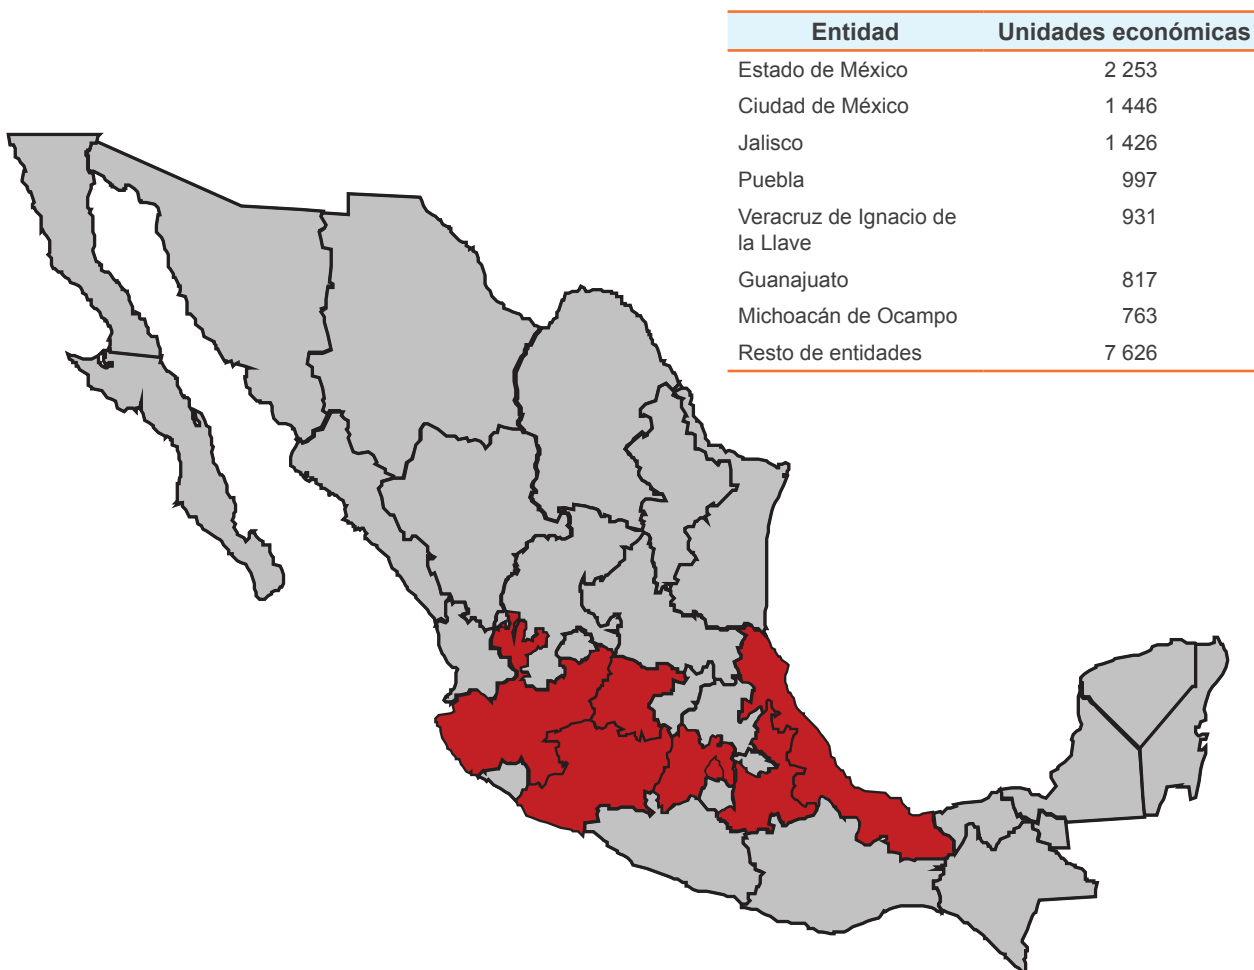 Entidad Unidades económicas
Estado de México 2 253
Ciudad de México 1 446
Jalisco 1 426
Puebla 997
Veracruz de Ignacio de 931
la Llave
Guanajuato 817
Michoacán de Ocampo 763
Resto de entidades 7 626